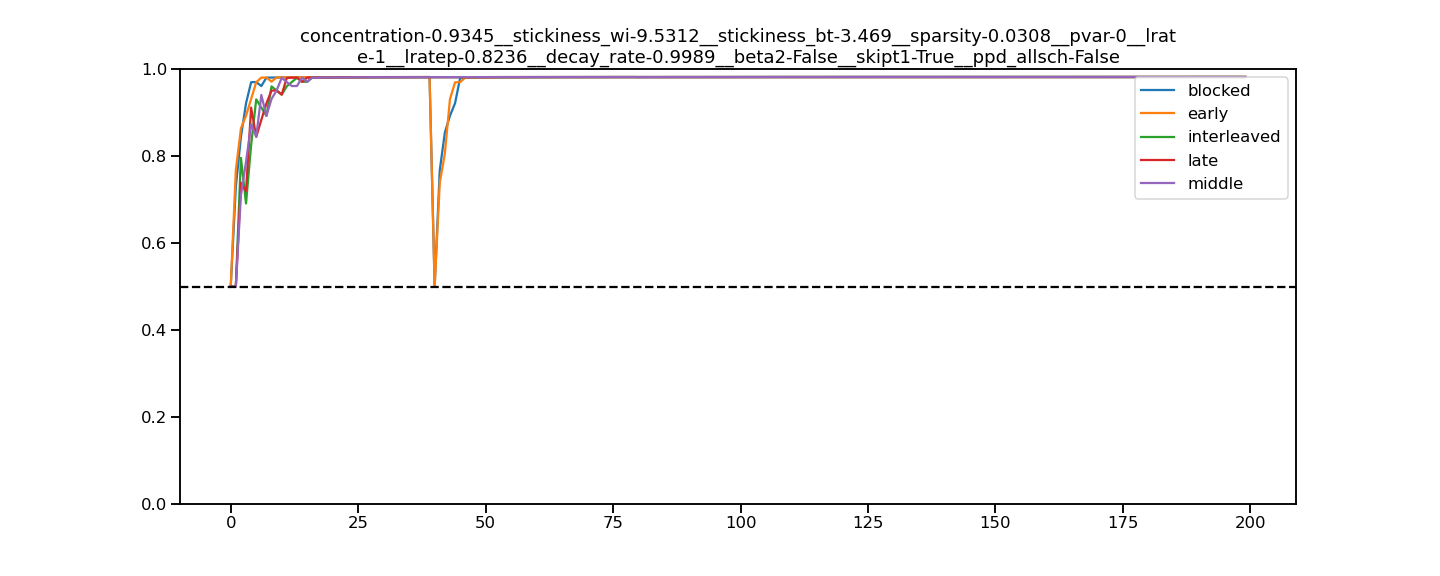 concentration-0.9345__stickiness_wi-9.5312__stickiness_bt-3.469__sparsity-0.0308__pvar-0__lrat
e-1__lratep-0.8236__decay_rate-0.9989__beta2-False__skipt1-True__ppd_allsch-False
1.0
0.8
0.6
0.4
0.2
0.0
blocked
early
interleaved
late
middle
0 25 50 75 100 125 150 175 200